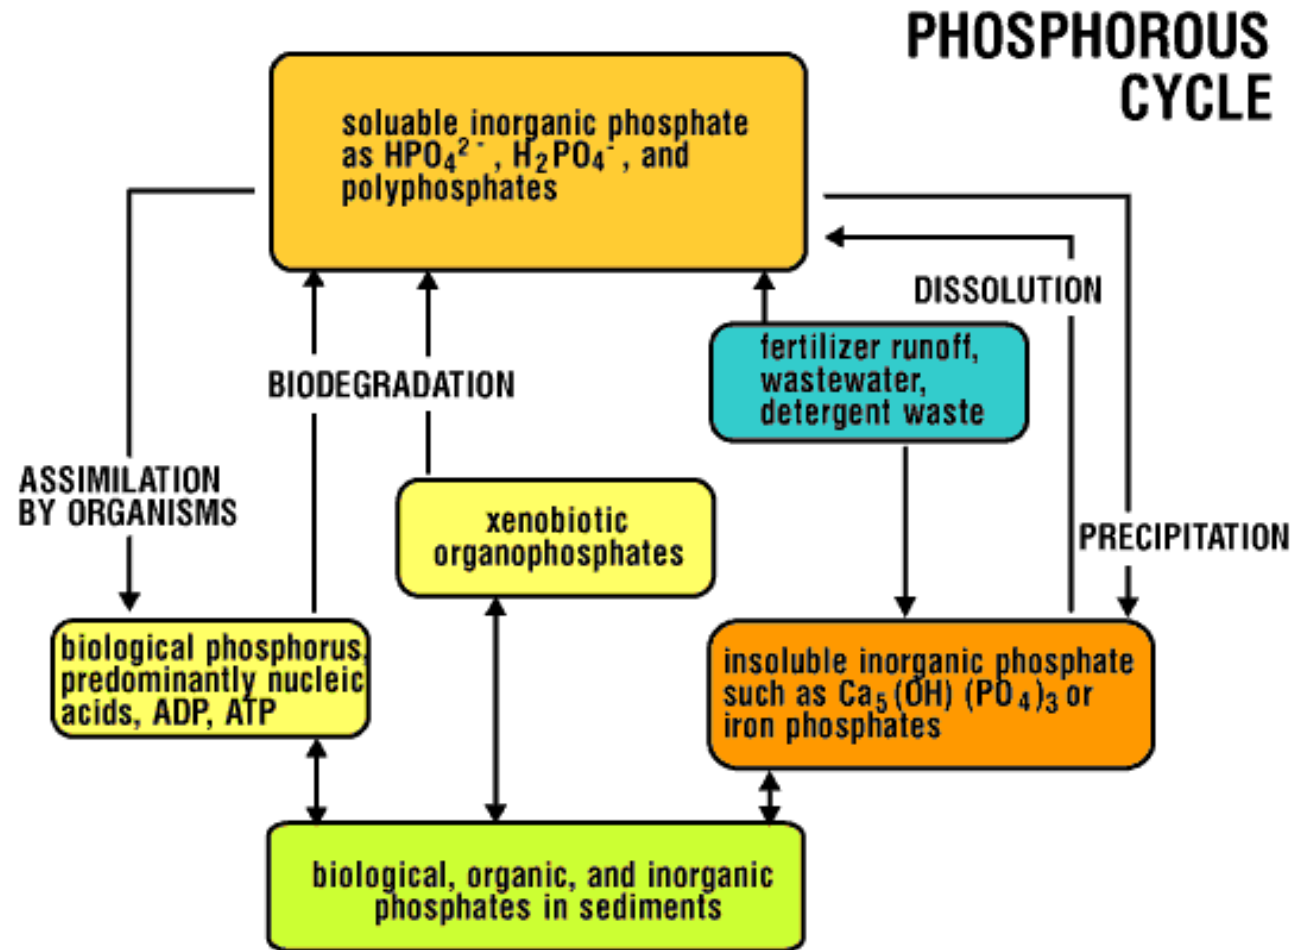 PHOSPHOROUS
CYCLE
soluable inorganic phosphate
as HPO₄²⁻, H₂PO₄⁻, and
polyphosphates
DISSOLUTION
fertilizer runoff,
wastewater,
detergent waste
BIODEGRADATION
ASSIMILATION
BY ORGANISMS
xenobiotic
organophosphates
PRECIPITATION
biological phosphorus,
predominantly nucleic
acids, ADP, ATP
insoluble inorganic phosphate
such as Ca₅(OH) (PO₄)₃ or
iron phosphates
biological, organic, and inorganic
phosphates in sediments